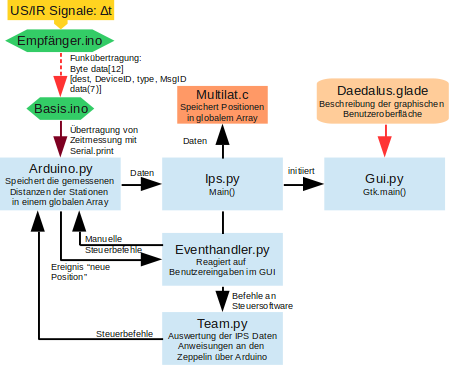 US/IR Signale: Δt
Empfänger.ino
Funkübertragung:
Byte data[12]
[dest, DeviceID, type, MsgID
data(7)]
Basis.ino
Übertragung von
Zeitmessung mit
Serial.print
Multilat.c
Speichert Positionen
in globalem Array
Daedalus.glade
Beschreibung der graphischen
Benutzeroberfläche
Daten
Arduino.py
Speichert die gemessenen
Distanzen der Stationen
in einem globalen Array
Daten
Ips.py
Main()
initiiert
Gui.py
Gtk.main()
Manuelle
Steuerbefehle
Ereignis "neue
Position"
Eventhandler.py
Reagiert auf
Benutzereingaben im GUI
Befehle an
Steuersoftware
Steuerbefehle
Team.py
Auswertung der IPS Daten
Anweisungen an den
Zeppelin über Arduino